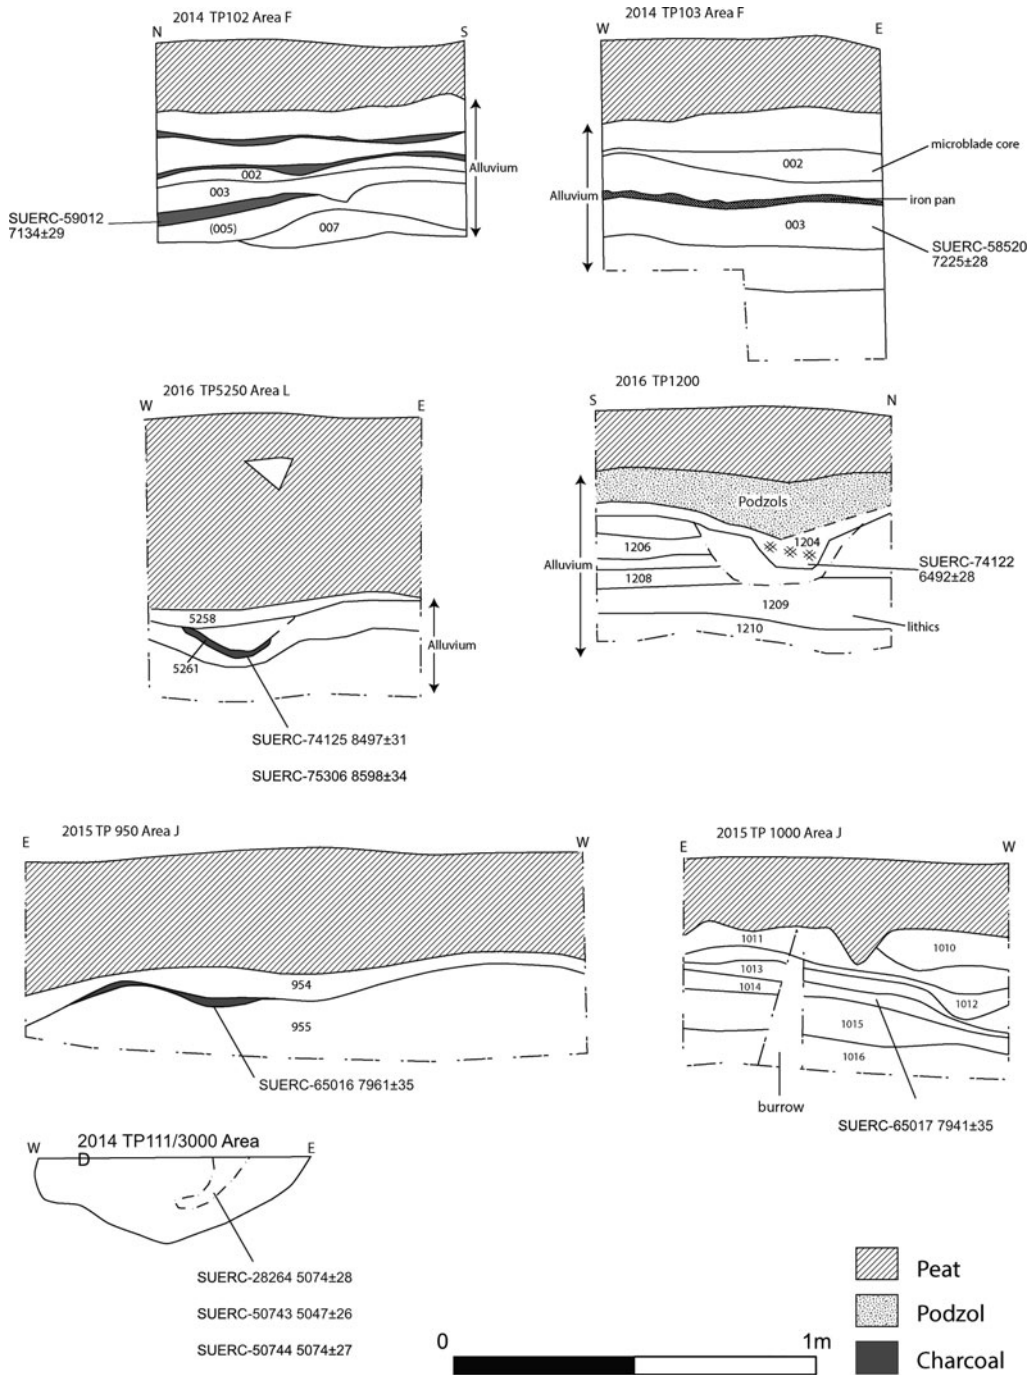 2014 TP102 Area F
N
S
Alluvium
002
003
(005)
007
SUERC-59012
7134±29
2014 TP103 Area F
W
E
microblade core
002
Alluvium
iron pan
003
SUERC-58520
7225±28
2016 TP5250 Area L
W
E
5258
5261
Alluvium
SUERC-74125 8497±31
SUERC-75306 8598±34
2016 TP1200
S
N
Podzols
1204
1206
Alluvium
SUERC-74122
6492±28
1208
1209
lithics
1210
2015 TP 950 Area J
E
W
954
955
SUERC-65016 7961±35
2015 TP 1000 Area J
E
W
1011
1010
1013
1014
1012
1015
1016
burrow
SUERC-65017 7941±35
2014 TP111/3000 Area
D
W
E
SUERC-28264 5074±28
SUERC-50743 5047±26
SUERC-50744 5074±27
0
1m
Peat
Podzol
Charcoal